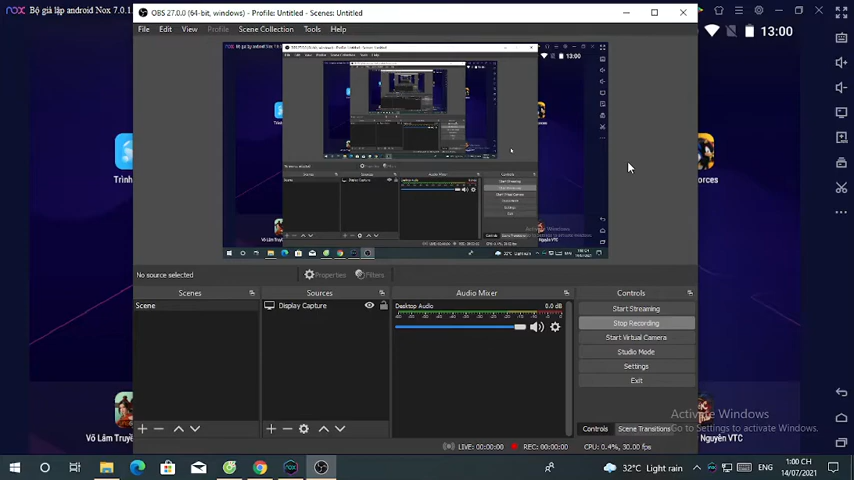 nox Bộ giả lập android Nox 7.0.1.
OBS 27.0.0 (64-bit, windows) - Profile: Untitled - Scenes: Untitled
File Edit View Profile Scene Collection Tools Help
13:00
13:00
Trình
orces
No source selected
Properties
Filters
Scenes
Sources
Audio Mixer
Controls
Scene
Display Capture
Desktop Audio
0.0 dB
Start Streaming
Stop Recording
Start Virtual Camera
Studio Mode
Settings
Exit
Controls
Scene Transitions
LIVE: 00:00:00
REC: 00:00:00
CPU: 0.4%, 30.00 fps
Võ Lâm Truyề
Nguyên VTC
Activate Windows
Go to Settings to activate Windows.
32°C Light rain
ENG
1:00 CH
14/07/2021